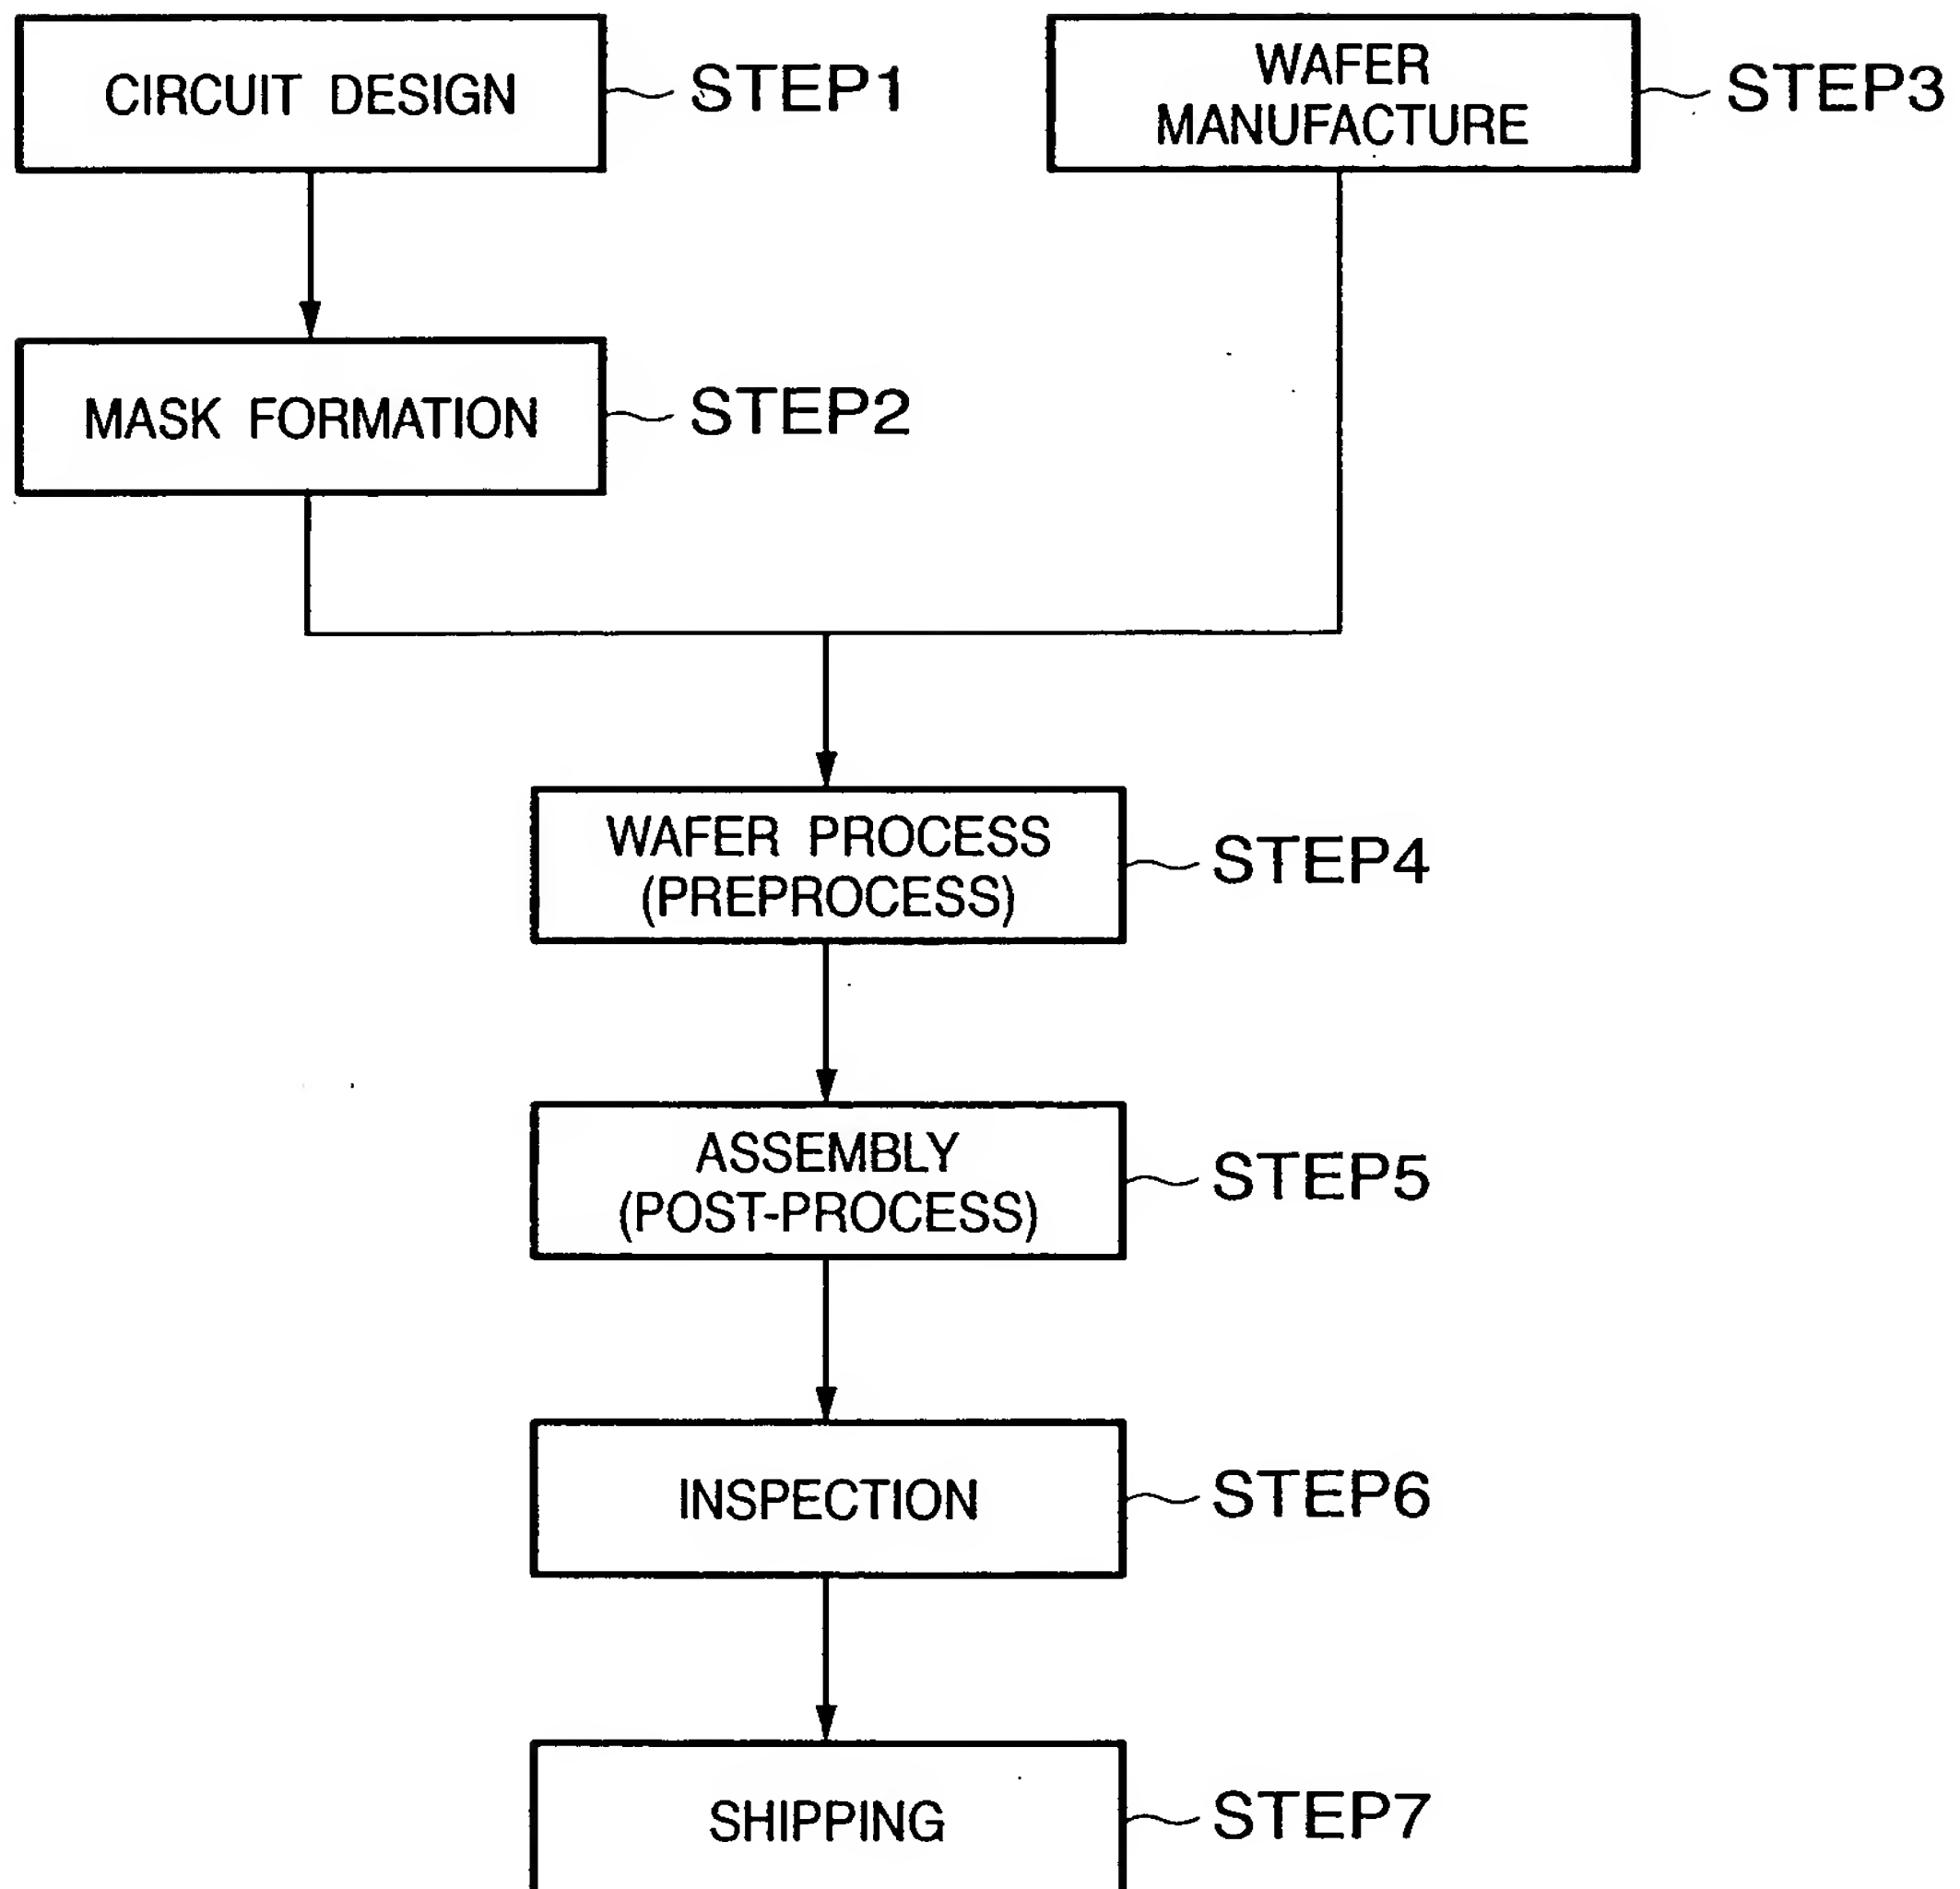 CIRCUIT DESIGN
STEP1
WAFER
MANUFACTURE
STEP3
MASK FORMATION
STEP2
WAFER PROCESS
(PREPROCESS)
STEP4
ASSEMBLY
(POST-PROCESS)
STEP5
INSPECTION
STEP6
SHIPPING
STEP7